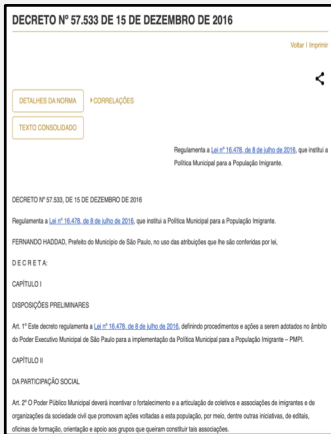 DECRETO Nº 57.533 DE 15 DE DEZEMBRO DE 2016
Voltar | Imprimir
DETALHES DA NORMA
CORRELAÇÕES
TEXTO CONSOLIDADO
Regulamenta a Lei nº 16.478, de 8 de julho de 2016, que institui a
Política Municipal para a População Imigrante.
DECRETO Nº 57.533, DE 15 DE DEZEMBRO DE 2016
Regulamenta a Lei nº 16.478, de 8 de julho de 2016, que institui a Política Municipal para a População Imigrante.
FERNANDO HADDAD, Prefeito do Município de São Paulo, no uso das atribuições que lhe são conferidas por lei,
D E C R E T A:
CAPÍTULO I
DISPOSIÇÕES PRELIMINARES
Art. 1º Este decreto regulamenta a Lei nº 16.478, de 8 de julho de 2016, definindo procedimentos e ações a serem adotados no âmbito
do Poder Executivo Municipal de São Paulo para a implementação da Política Municipal para a População Imigrante – PMPI.
CAPÍTULO II
DA PARTICIPAÇÃO SOCIAL
Art. 2º O Poder Público Municipal deverá incentivar o fortalecimento e a articulação de coletivos e associações de imigrantes e de
organizações da sociedade civil que promovam ações voltadas a esta população, por meio, dentre outras iniciativas, de editais,
oficinas de formação, orientação e apoio aos grupos que queiram constituir tais associações.